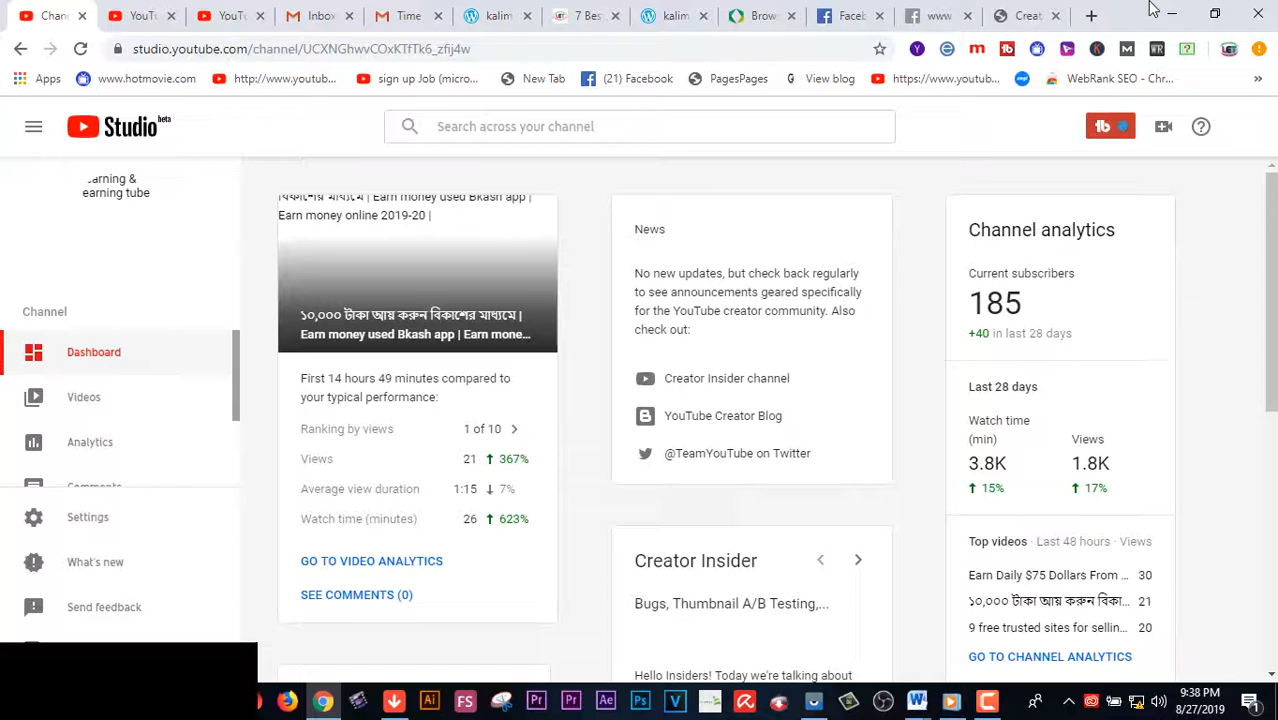 Chan
YouTu
YouTu
Inbox
Time
kalim
7 Bes
kalim
Brow
Faceb
www
Creat
studio.youtube.com/channel/UCXNGhwvCOxKTfTk6_zfij4w
Apps
www.hotmovie.com
http://www.youtub...
sign up Job (micro...
New Tab
(21) Facebook
PagesPages
View blog
https://www.youtub...
WebRank SEO - Chr...
Studio beta
Search across your channel
earning &
earning tube
Channel
Dashboard
Videos
Analytics
Comments
Settings
What's new
Send feedback
বিকাশের মাধ্যমে | Earn money used Bkash app |
Earn money online 2019-20 |
১০,০০০ টাকা আয় করুন বিকাশের মাধ্যমে |
Earn money used Bkash app | Earn mone...
First 14 hours 49 minutes compared to
your typical performance:
Ranking by views 1 of 10
Views 21 367%
Average view duration 1:15 7%
Watch time (minutes) 26 623%
GO TO VIDEO ANALYTICS
SEE COMMENTS (0)
News
No new updates, but check back regularly
to see announcements geared specifically
for the YouTube creator community. Also
check out:
Creator Insider channel
YouTube Creator Blog
@TeamYouTube on Twitter
Creator Insider
Bugs, Thumbnail A/B Testing,...
Hello Insiders! Today we're talking about
Channel analytics
Current subscribers
185
+40 in last 28 days
Last 28 days
Watch time
(min)
3.8K
15%
Views
1.8K
17%
Top videos · Last 48 hours · Views
Earn Daily $75 Dollars From ... 30
১০,০০০ টাকা আয় করুন বিকা... 21
9 free trusted sites for sellin... 20
GO TO CHANNEL ANALYTICS
9:38 PM
8/27/2019